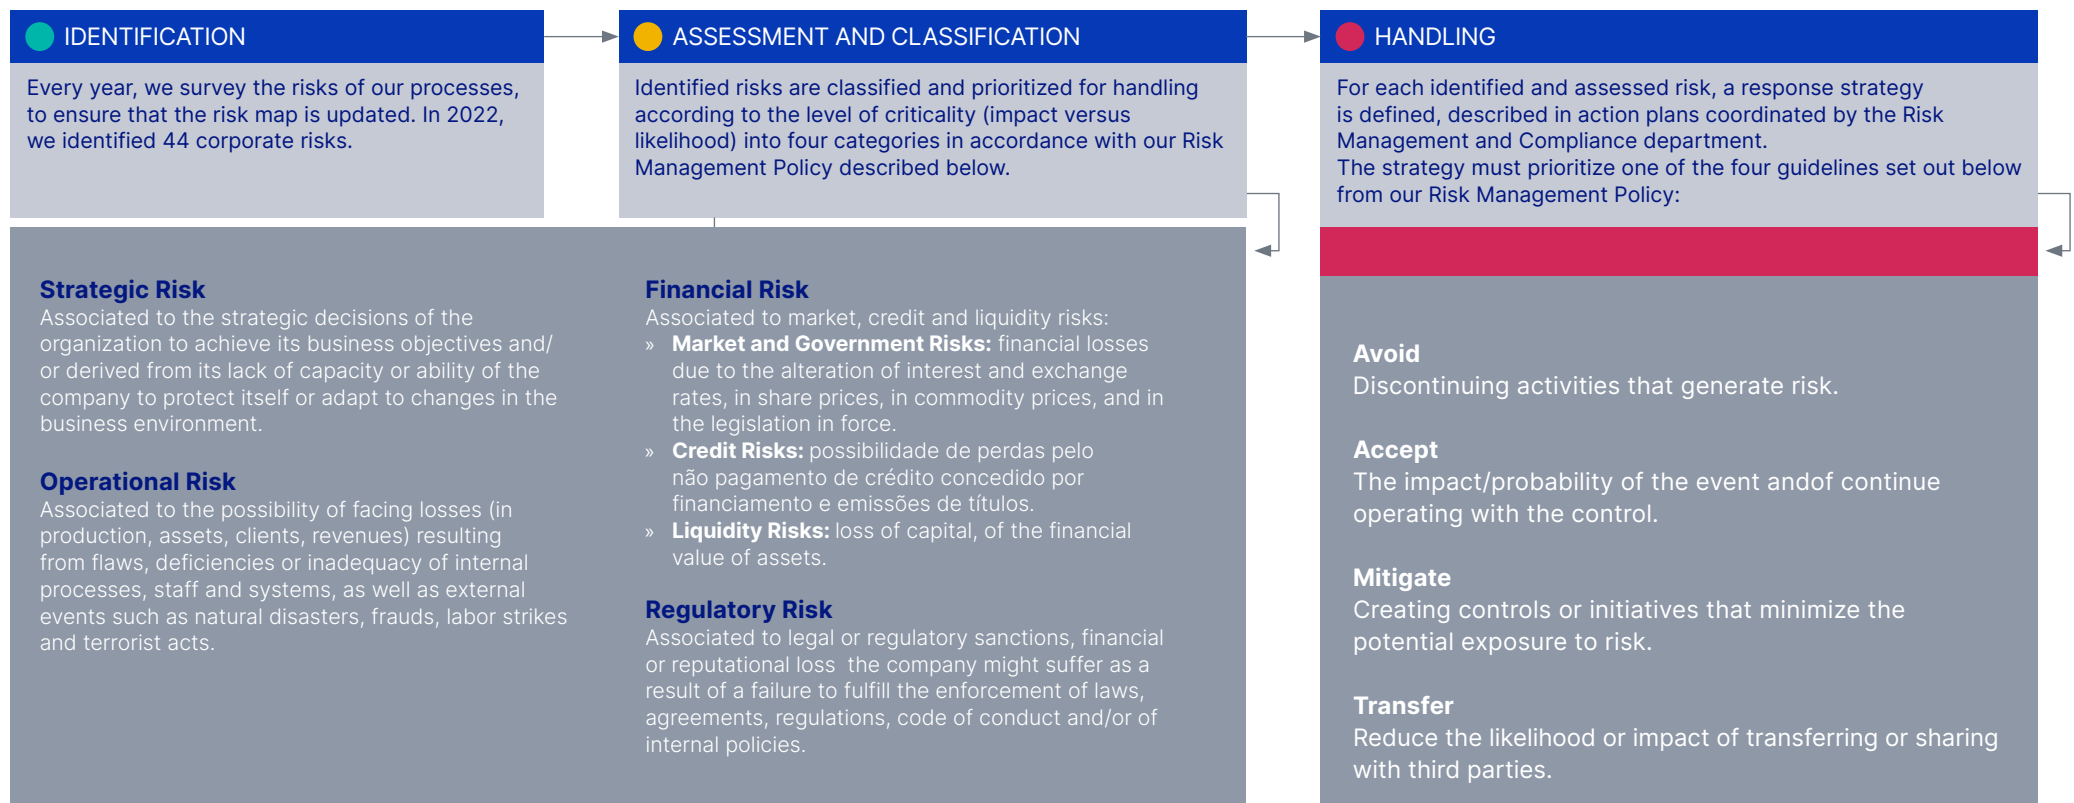 IDENTIFICATION
Every year, we survey the risks of our processes,
to ensure that the risk map is updated. In 2022,
we identified 44 corporate risks.
ASSESSMENT AND CLASSIFICATION
Identified risks are classified and prioritized for handling
according to the level of criticality (impact versus
likelihood) into four categories in accordance with our Risk
Management Policy described below.
HANDLING
For each identified and assessed risk, a response strategy
is defined, described in action plans coordinated by the Risk
Management and Compliance department.
The strategy must prioritize one of the four guidelines set out below
from our Risk Management Policy:
Strategic Risk
Associated to the strategic decisions of the
organization to achieve its business objectives and/
or derived from its lack of capacity or ability of the
company to protect itself or adapt to changes in the
business environment.
Operational Risk
Associated to the possibility of facing losses (in
production, assets, clients, revenues) resulting
from flaws, deficiencies or inadequacy of internal
processes, staff and systems, as well as external
events such as natural disasters, frauds, labor strikes
and terrorist acts.
Financial Risk
Associated to market, credit and liquidity risks:
» Market and Government Risks: financial losses
due to the alteration of interest and exchange
rates, in share prices, in commodity prices, and in
the legislation in force.
» Credit Risks: possibilidade de perdas pelo
não pagamento de crédito concedido por
financiamento e emissões de títulos.
» Liquidity Risks: loss of capital, of the financial
value of assets.
Regulatory Risk
Associated to legal or regulatory sanctions, financial
or reputational loss  the company might suffer as a
result of a failure to fulfill the enforcement of laws,
agreements, regulations, code of conduct and/or of
internal policies.
Avoid
Discontinuing activities that generate risk.
Accept
The impact/probability of the event andof continue
operating with the control.
Mitigate
Creating controls or initiatives that minimize the
potential exposure to risk.
Transfer
Reduce the likelihood or impact of transferring or sharing
with third parties.